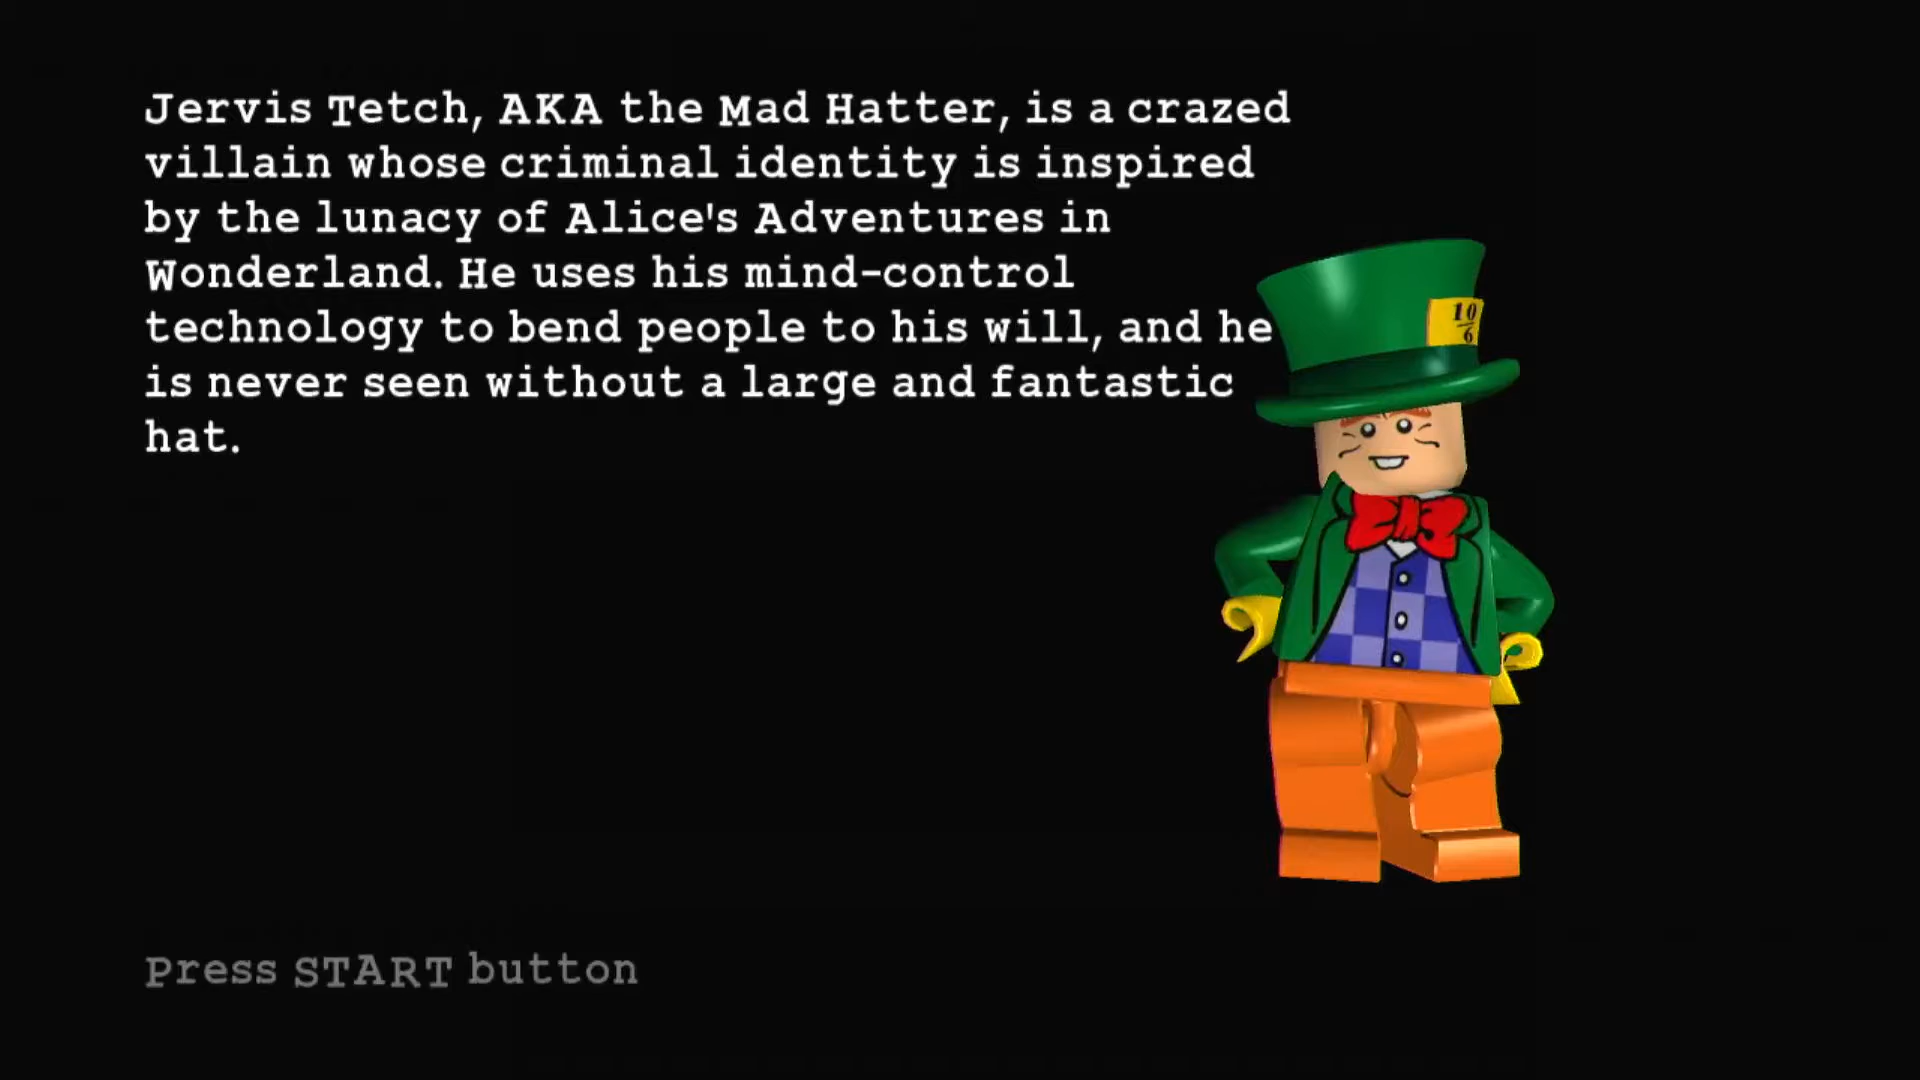 Jervis Tetch, AKA the Mad Hatter, is a crazed
villain whose criminal identity is inspired
by the lunacy of Alice's Adventures in
Wonderland. He uses his mind-control
technology to bend people to his will, and he
is never seen without a large and fantastic
hat.
10
6
Press START button